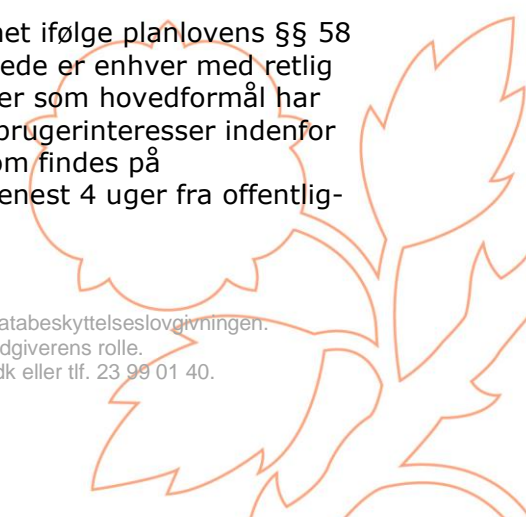 net ifølge planlovens §§ 58
ede er enhver med retlig
er som hovedformål har
brugerinteresser indenfor
om findes på
enest 4 uger fra offentlig-
atabeskyttelseslovgivningen.
dgiverens rolle.
dk eller tlf. 23 99 01 40.